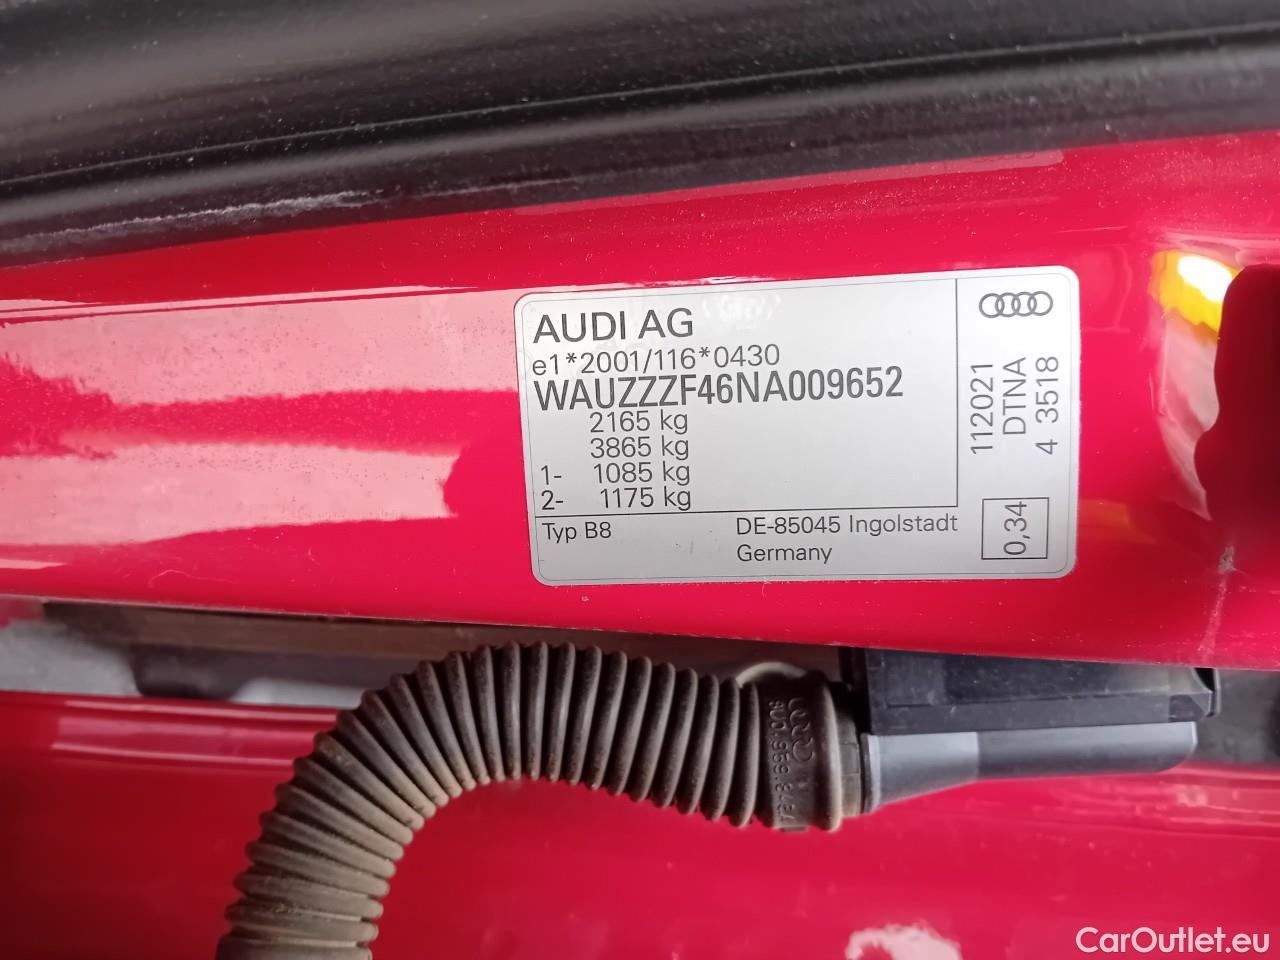 AUDI AG
e1*2001/116*0430
WAUZZZF46NA009652
2165 kg
3865 kg
1- 1085 kg
2- 1175 kg
Typ B8
DE-85045 Ingolstadt
Germany
112021
DTNA
4 3518
0,34
CarOutlet.eu